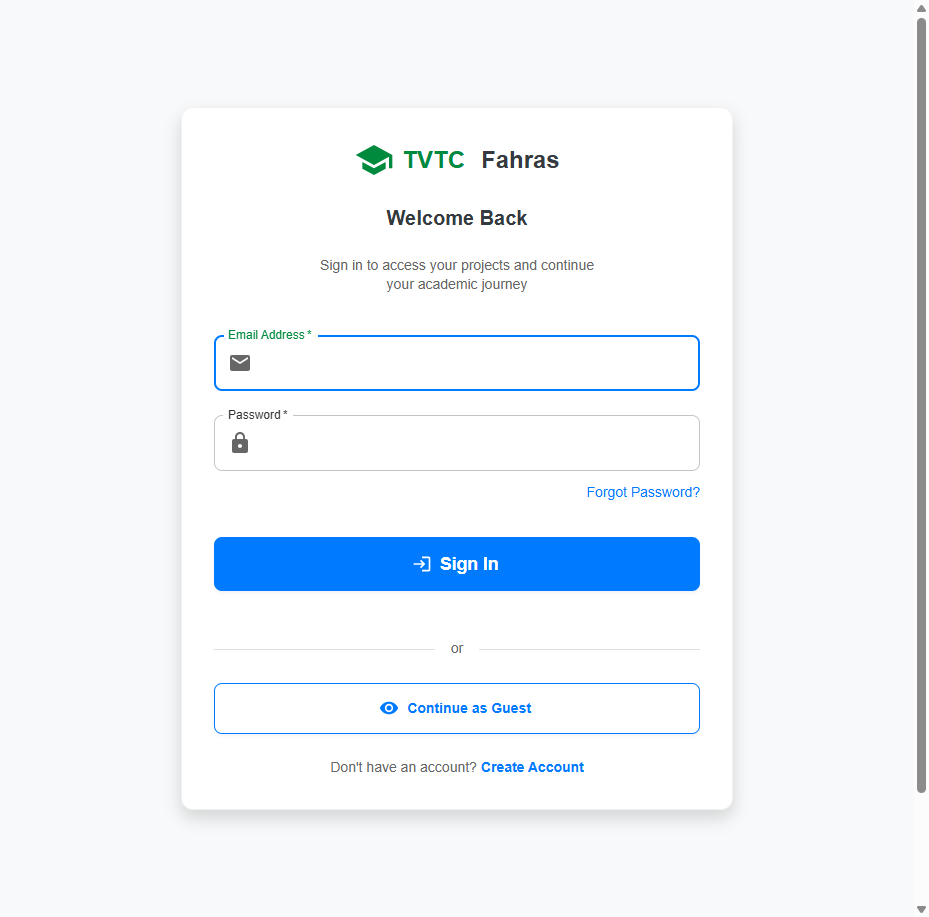 TVTC Fahras
Welcome Back
Sign in to access your projects and continue
your academic journey
Email Address *
Password *
Forgot Password?
Sign In
or
Continue as Guest
Don't have an account? Create Account